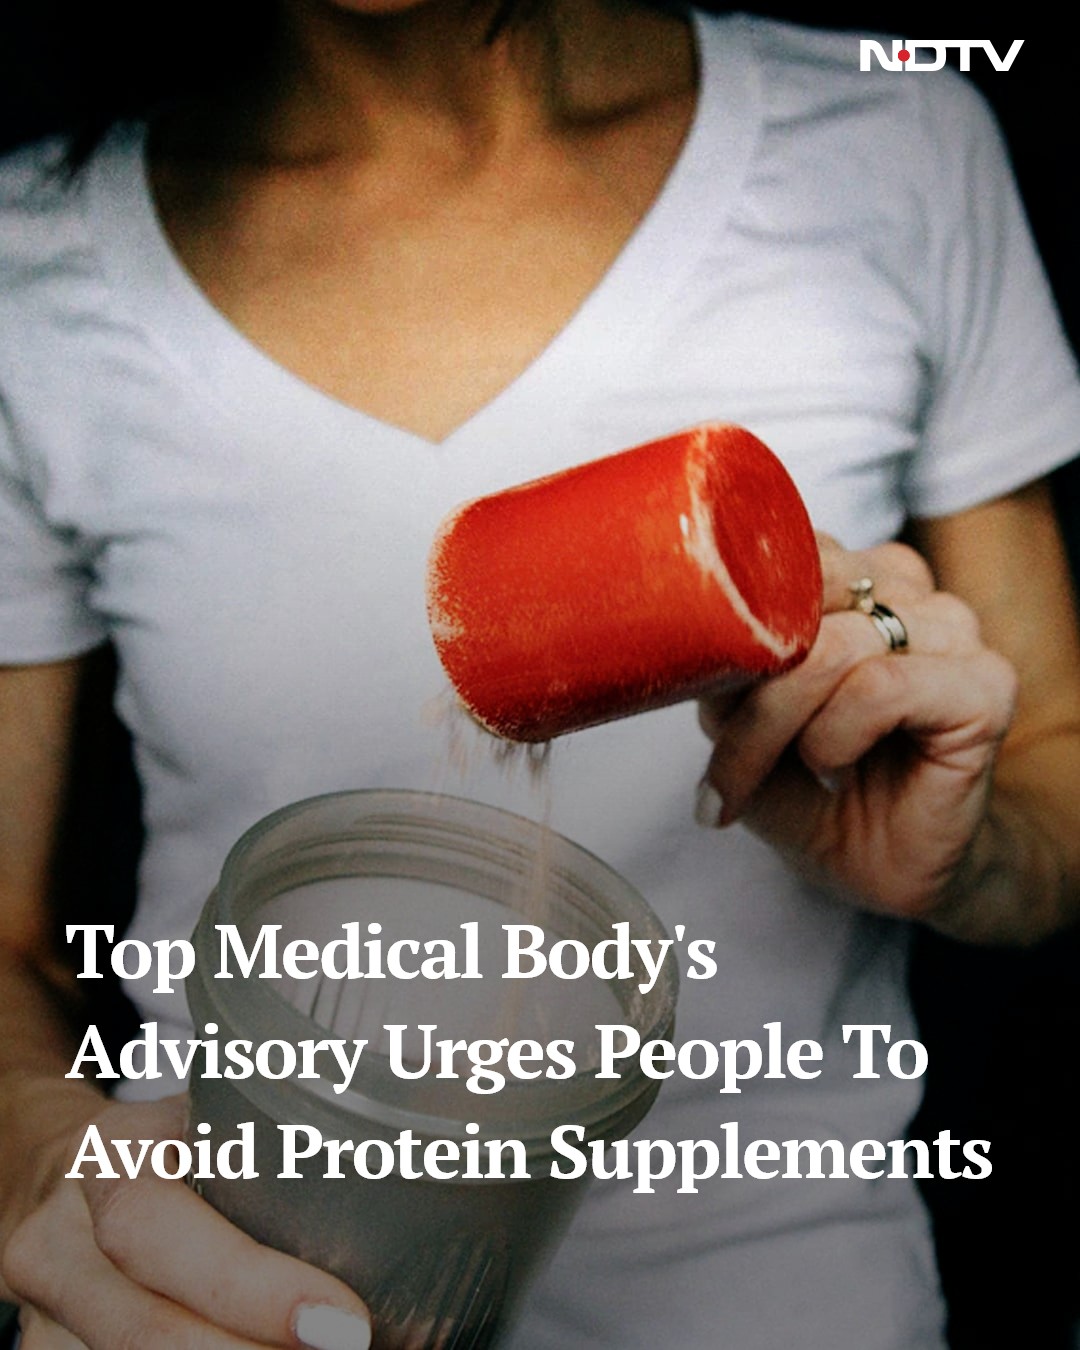 NDTV
Top Medical Body's
Advisory Urges People To
Avoid Protein Supplements